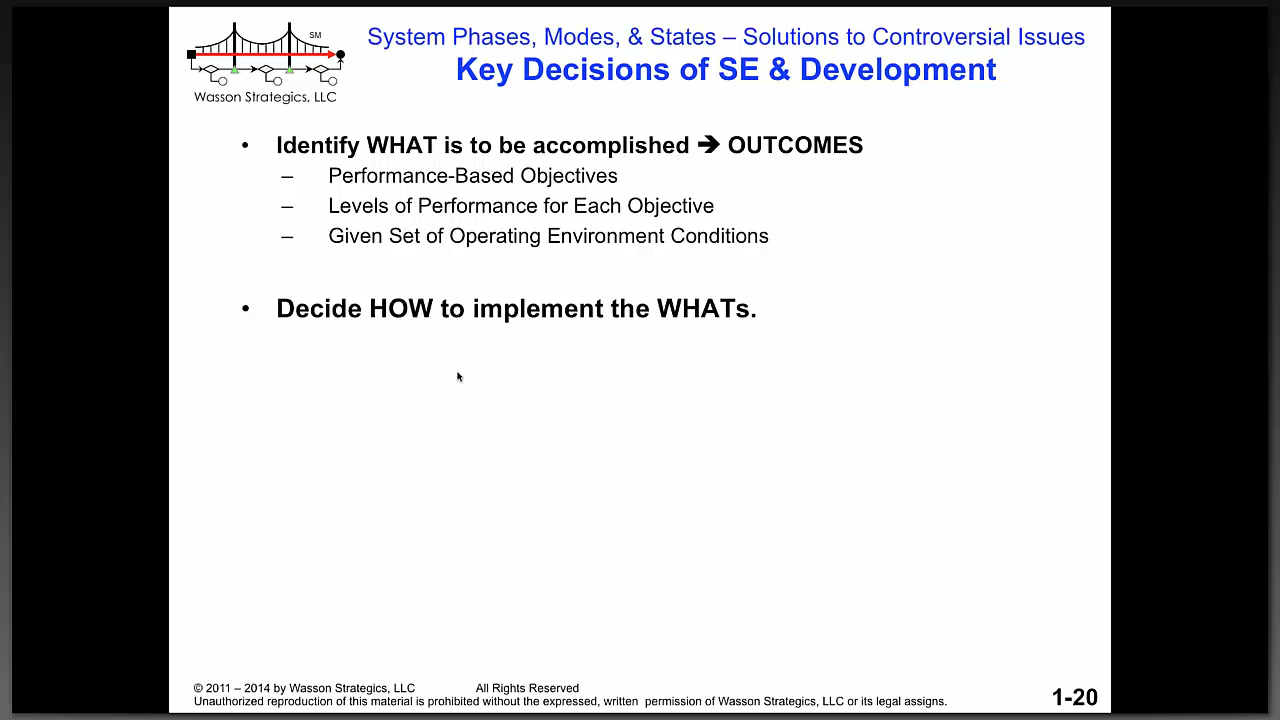 SM
Wasson Strategics, LLC
System Phases, Modes, & States – Solutions to Controversial Issues
Key Decisions of SE & Development
• Identify WHAT is to be accomplished ➔ OUTCOMES
– Performance-Based Objectives
– Levels of Performance for Each Objective
– Given Set of Operating Environment Conditions
• Decide HOW to implement the WHATs.
© 2011 – 2014 by Wasson Strategics, LLC All Rights Reserved
Unauthorized reproduction of this material is prohibited without the expressed, written permission of Wasson Strategics, LLC or its legal assigns.
1-20